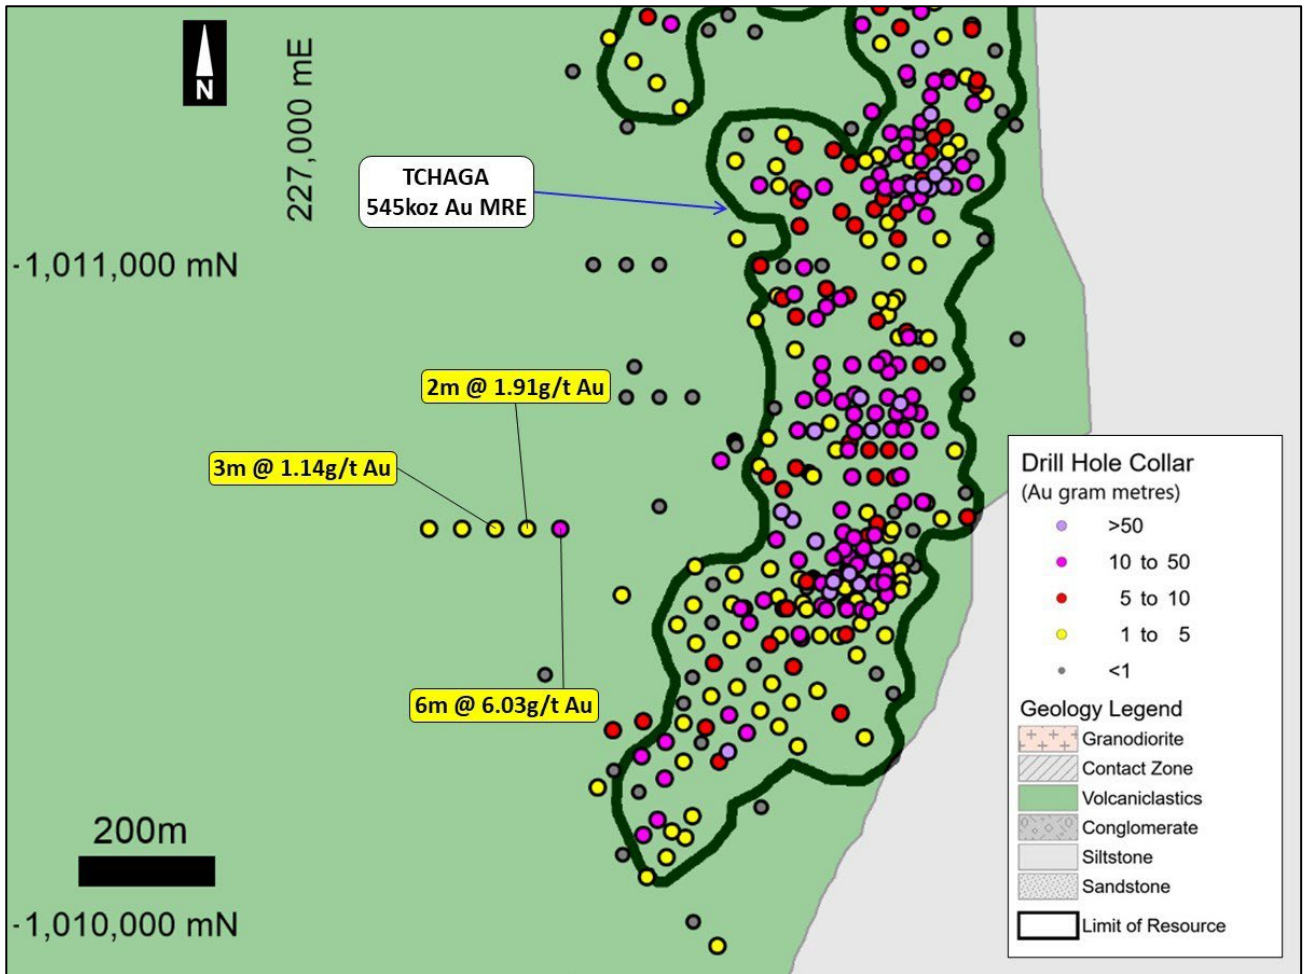 N
227,000 mE
TCHAGA
545koz Au MRE
-1,011,000 mN
2m @ 1.91g/t Au
3m @ 1.14g/t Au
6m @ 6.03g/t Au
200m
-1,010,000 mN
Drill Hole Collar
(Au gram metres)
>50
10 to 50
5 to 10
1 to 5
<1
Geology Legend
Granodiorite
Contact Zone
Volcaniclastics
Conglomerate
Siltstone
Sandstone
Limit of Resource